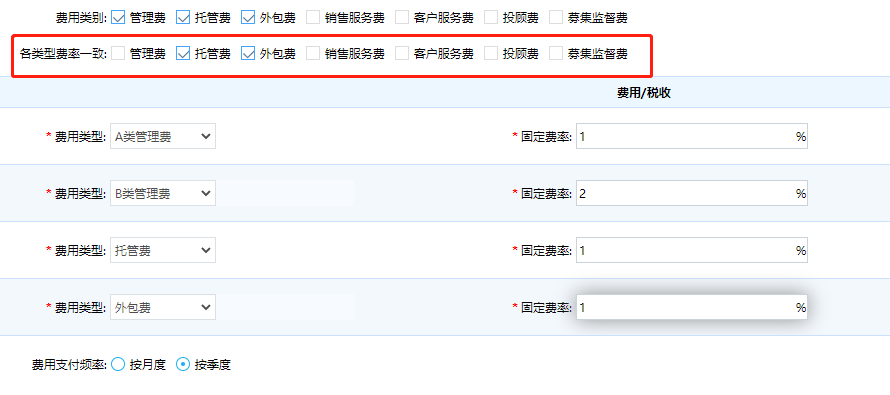 费用类别: 管理费 托管费 外包费 销售服务费 客户服务费 投顾费 募集监督费
各类型费率一致: 管理费 托管费 外包费 销售服务费 客户服务费 投顾费 募集监督费
费用/税收
* 费用类型: A类管理费 * 固定费率: 1 %
* 费用类型: B类管理费 * 固定费率: 2 %
* 费用类型: 托管费 * 固定费率: 1 %
* 费用类型: 外包费 * 固定费率: 1 %
费用支付频率: 按月度 按季度